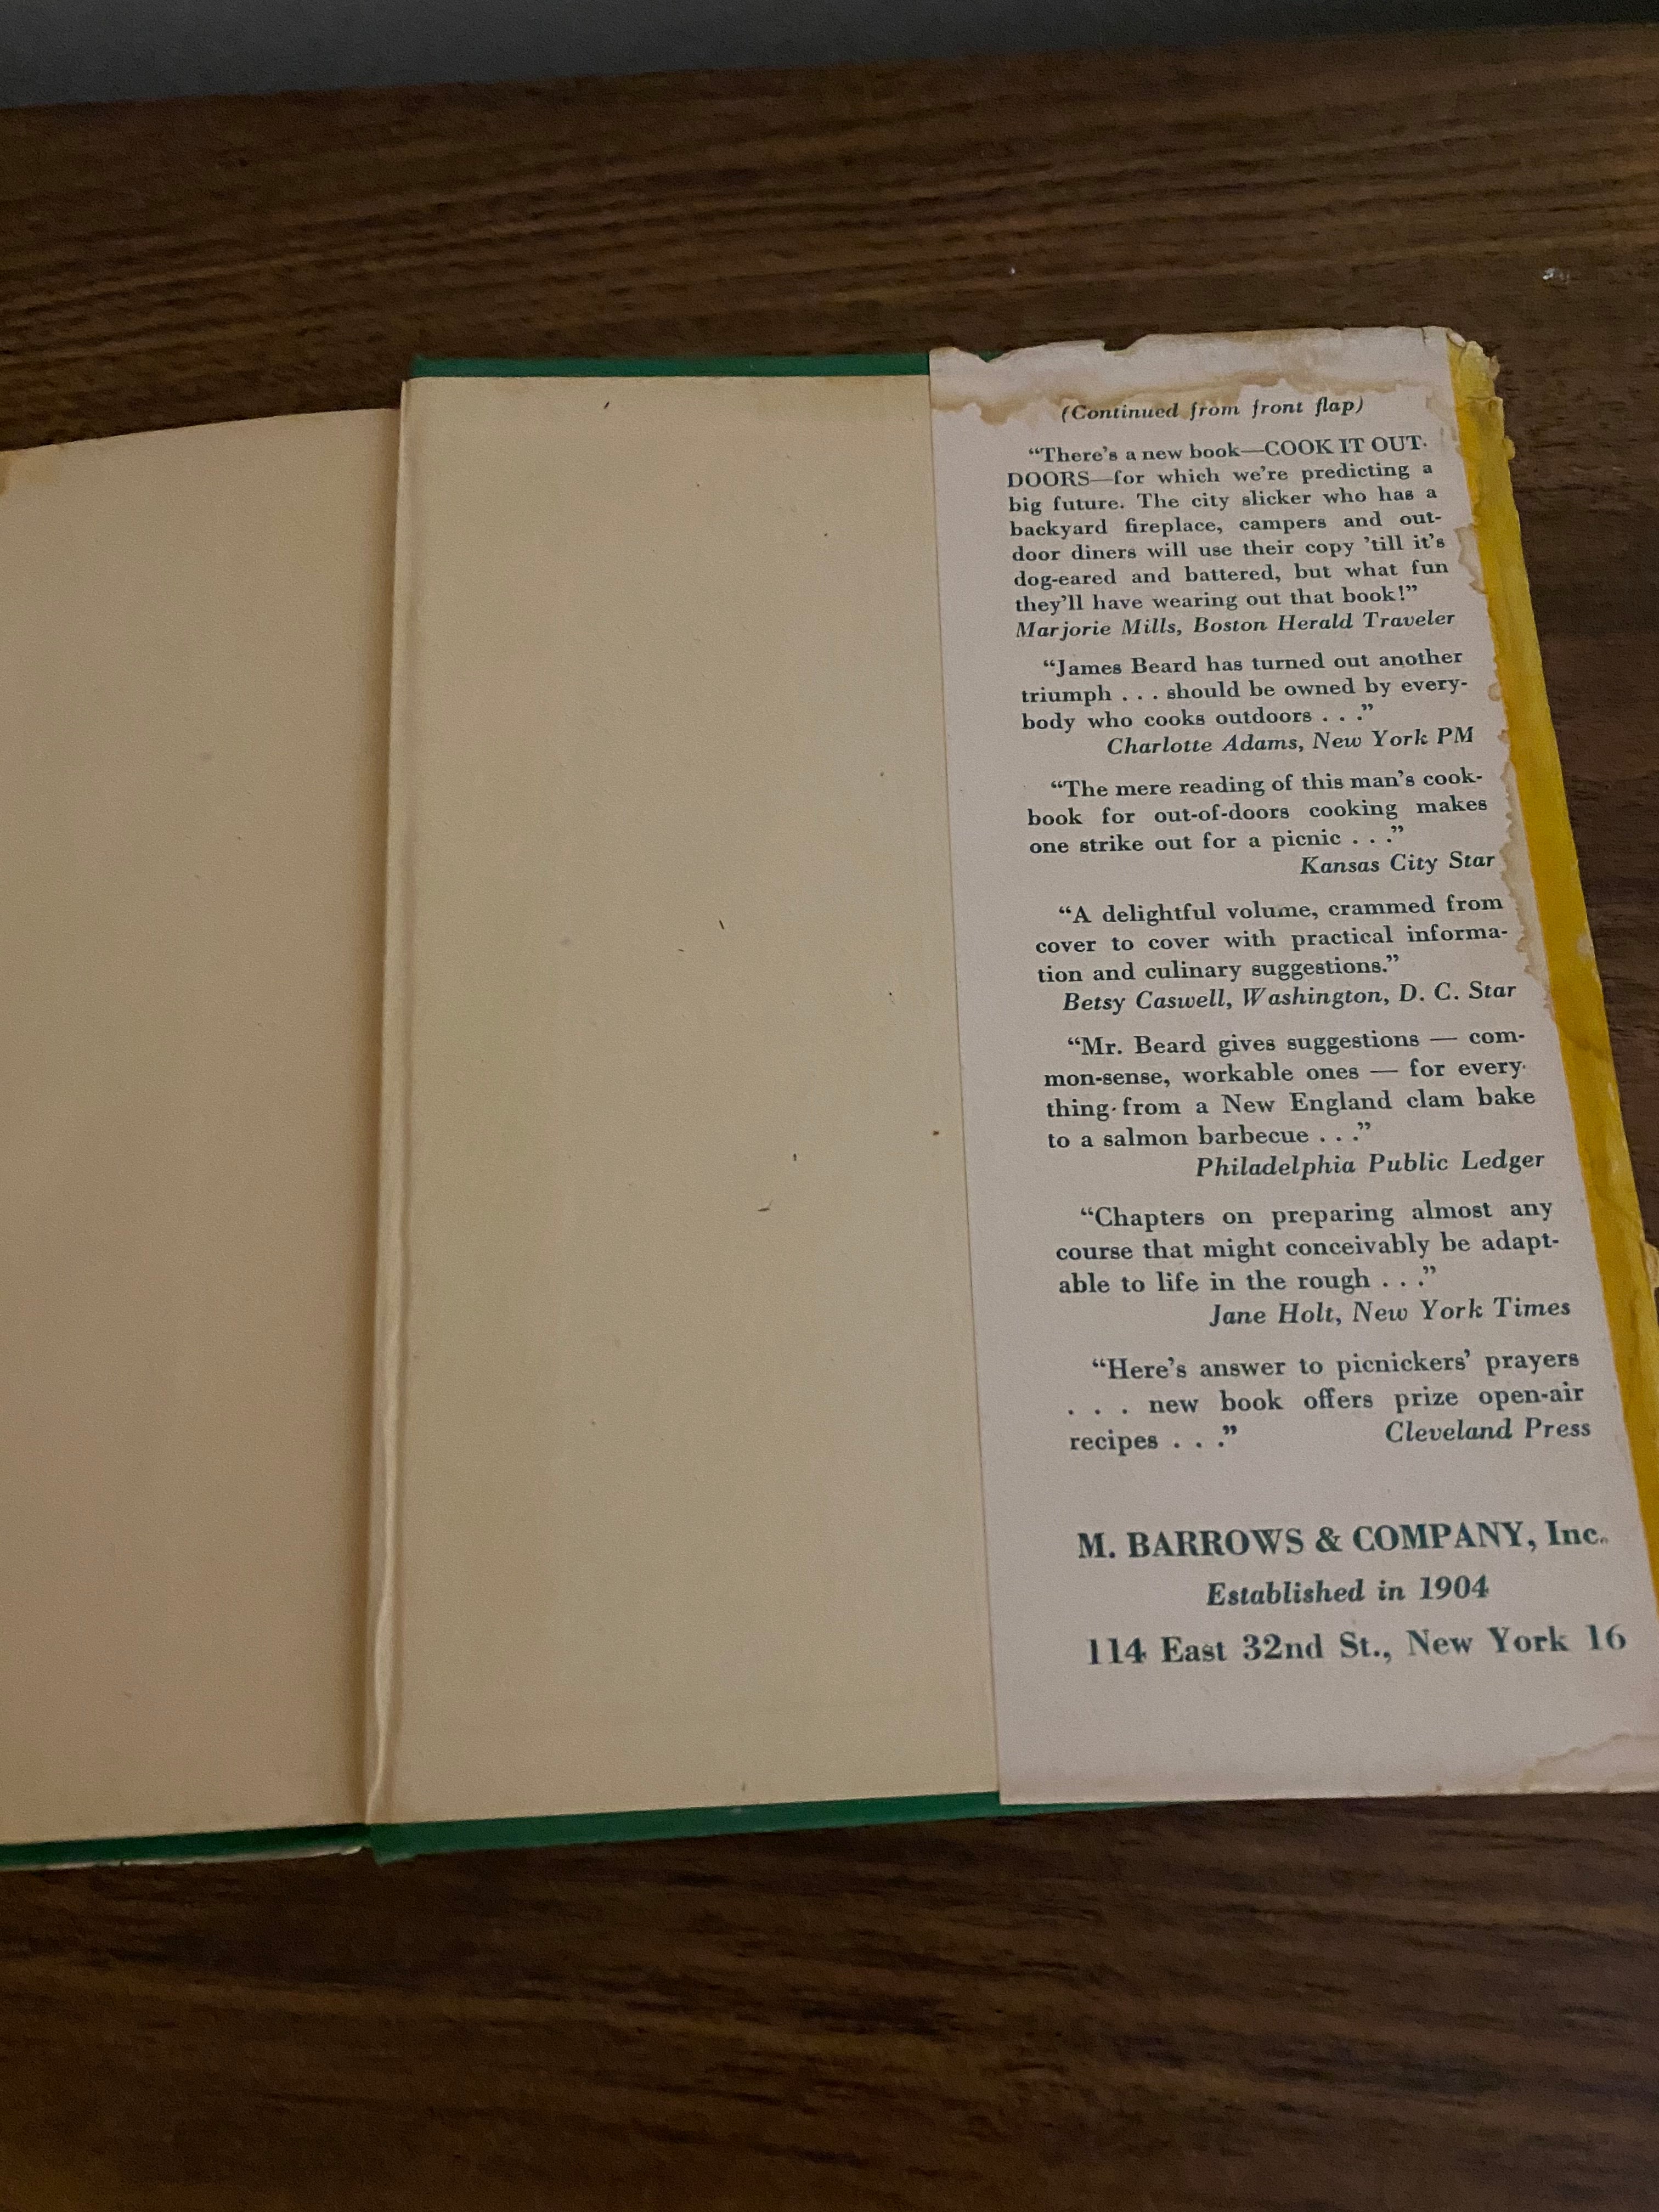 (Continued from front flap)
“There’s a new book—COOK IT OUT-
DOORS—for which we’re predicting a
big future. The city slicker who has a
backyard fireplace, campers and out-
door diners will use their copy ’till it’s
dog-eared and battered, but what fun
they’ll have wearing out that book!”
Marjorie Mills, Boston Herald Traveler
“James Beard has turned out another
triumph . . . should be owned by every-
body who cooks outdoors . . .”
Charlotte Adams, New York PM
“The mere reading of this man’s cook-
book for out-of-doors cooking makes
one strike out for a picnic . . .”
Kansas City Star
“A delightful volume, crammed from
cover to cover with practical informa-
tion and culinary suggestions.”
Betsy Caswell, Washington, D. C. Star
“Mr. Beard gives suggestions — com-
mon-sense, workable ones — for every-
thing from a New England clam bake
to a salmon barbecue . . .”
Philadelphia Public Ledger
“Chapters on preparing almost any
course that might conceivably be adapt-
able to life in the rough . . .”
Jane Holt, New York Times
“Here’s answer to picnickers’ prayers
. . . new book offers prize open-air
recipes . . .” Cleveland Press
M. BARROWS & COMPANY, Inc.
Established in 1904
114 East 32nd St., New York 16